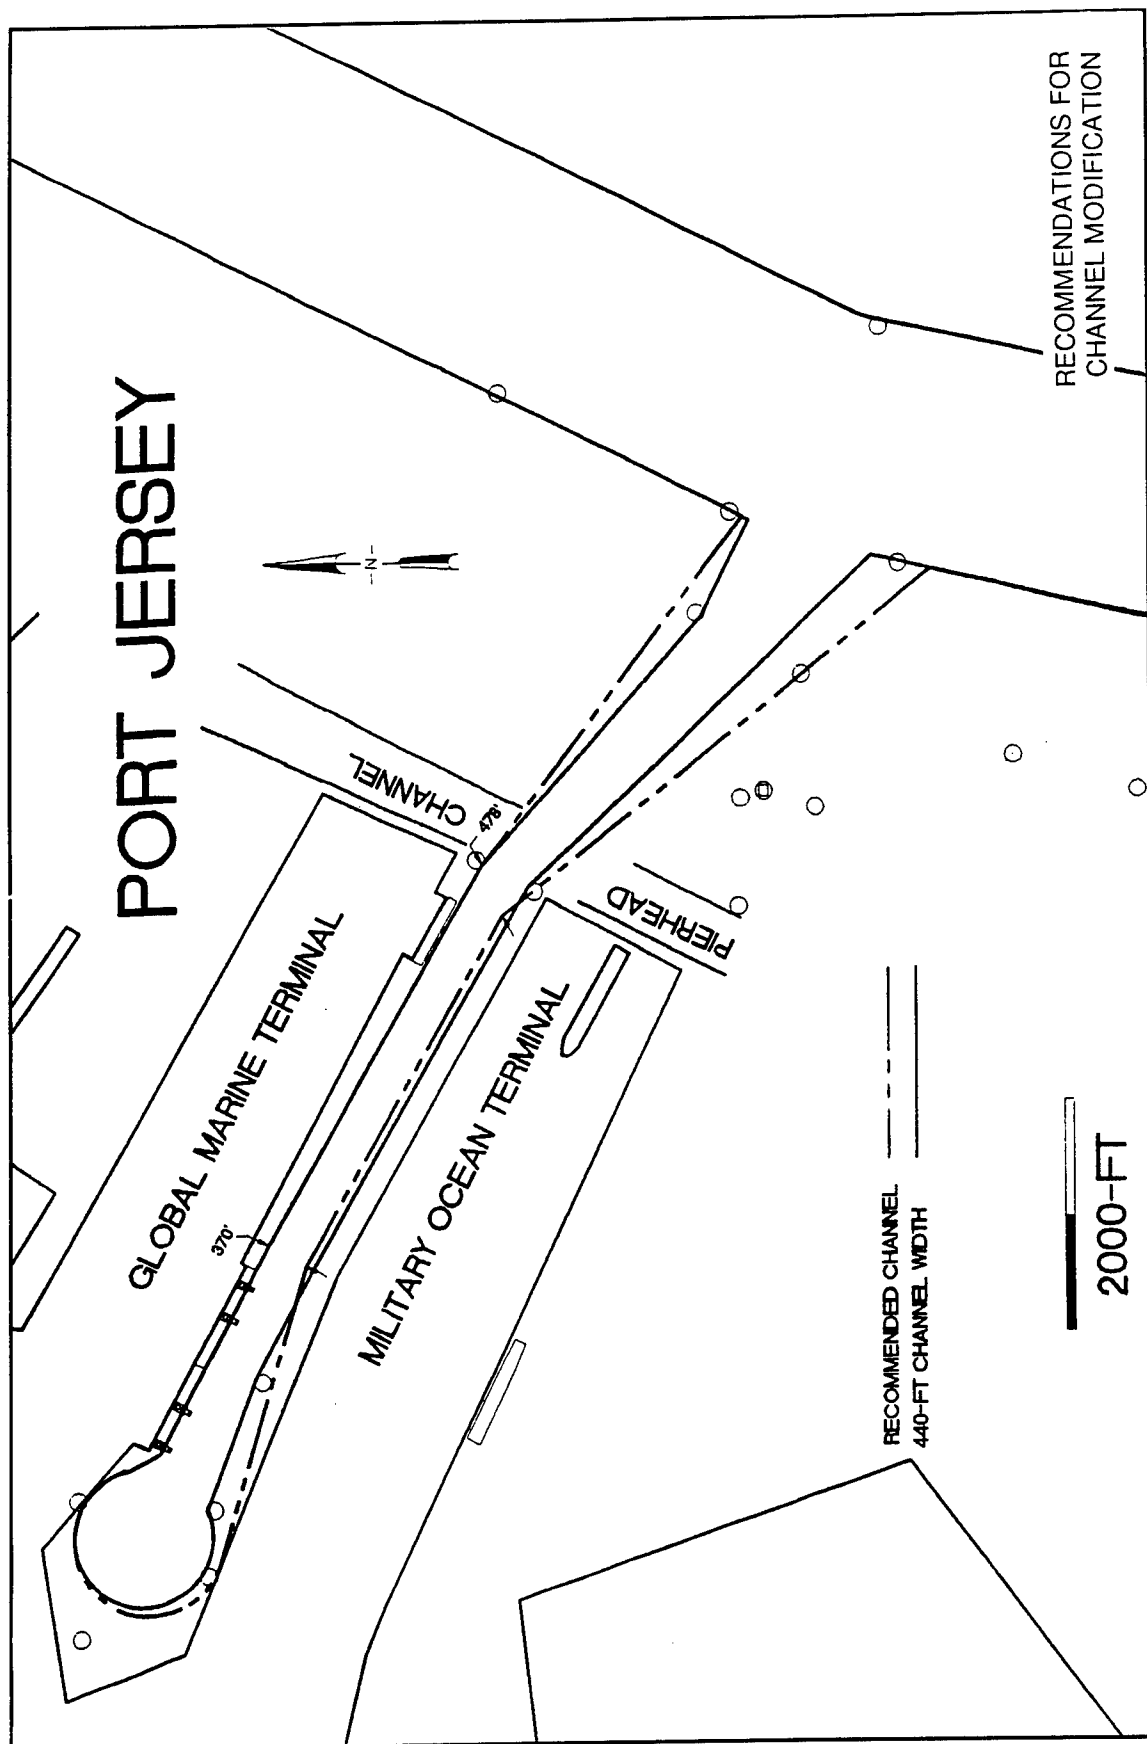 PORT JERSEY
-N-
GLOBAL MARINE TERMINAL
370'
478'
CHANNEL
MILITARY OCEAN TERMINAL
PIERHEAD
RECOMMENDED CHANNEL
440-FT CHANNEL WIDTH
2000-FT
RECOMMENDATIONS FOR
CHANNEL MODIFICATION